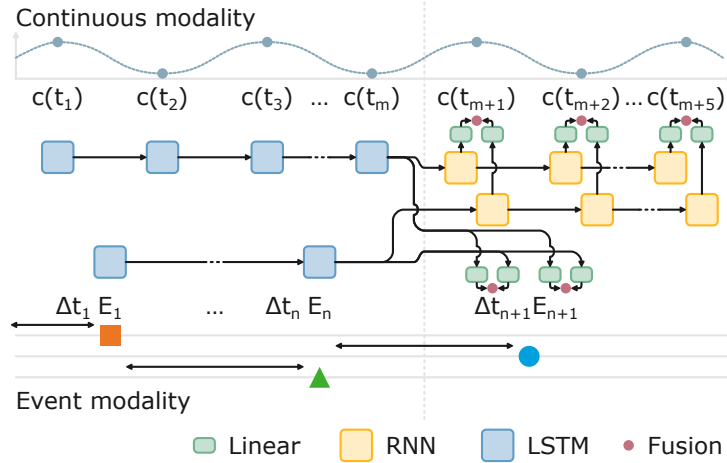 Continuous modality
c(t₁) c(t₂) c(t₃) ... c(tₘ) c(tₘ₊₁) c(tₘ₊₂) ... c(tₘ₊₅)
Δt₁ E₁ ... Δtₙ Eₙ Δtₙ₊₁ Eₙ₊₁
Event modality
Linear RNN LSTM Fusion